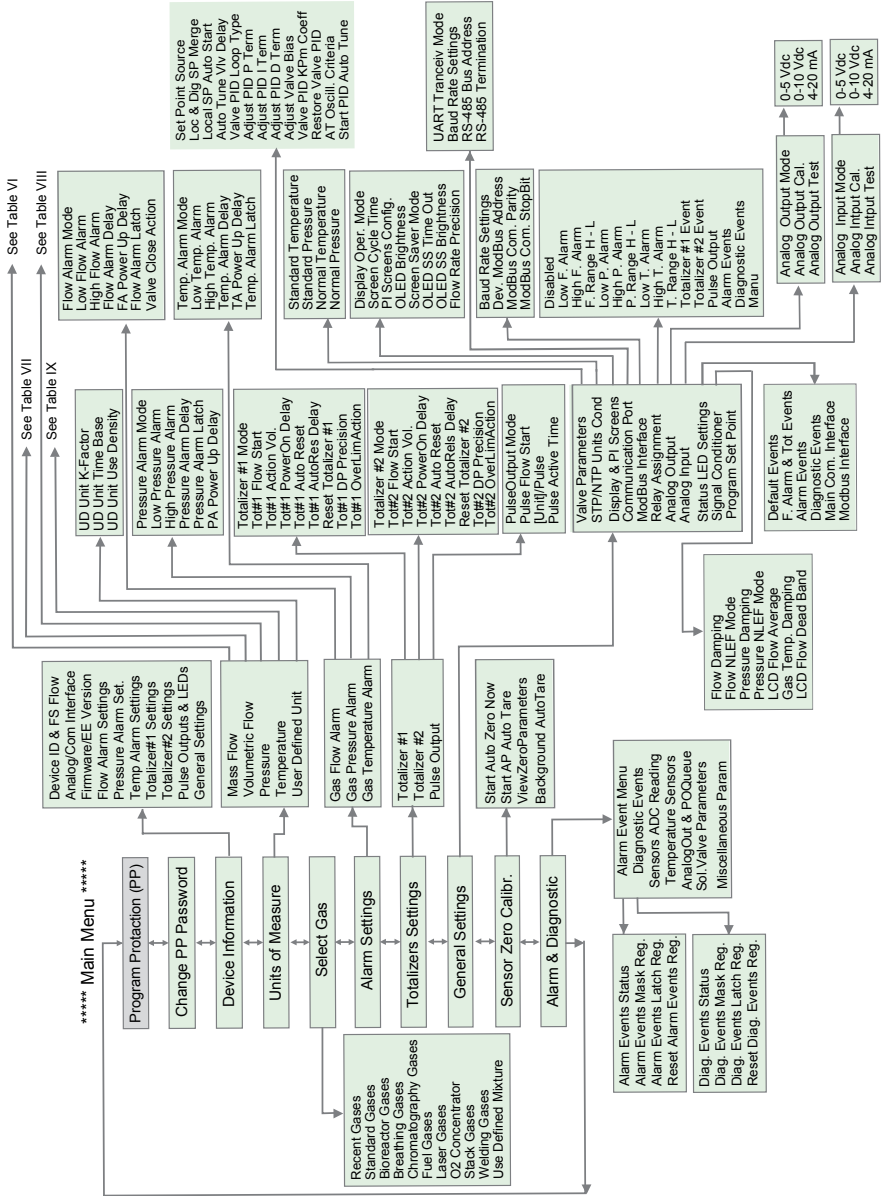 ***** Main Menu *****
Program Protaction (PP)
Change PP Password
Device Information
Units of Measure
Select Gas
Alarm Settings
Totalizers Settings
General Settings
Sensor Zero Calibr.
Alarm & Diagnostic
Recent Gases
Standard Gases
Bioreactor Gases
Breathing Gases
Chromatography Gases
Fuel Gases
Laser Gases
O2 Concentrator
Stack Gases
Welding Gases
Use Defined Mixture
Alarm Events Status
Alarm Events Mask Reg.
Alarm Events Latch Reg.
Reset Alarm Events Reg.
Diag. Events Status
Diag. Events Mask Reg.
Diag. Events Latch Reg.
Reset Diag. Events Reg.
Device ID & FS Flow
Analog/Com Interface
Firmware/EE Version
Flow Alarm Settings
Pressure Alarm Set.
Temp Alarm Settings
Totalizer#1 Settings
Totalizer#2 Settings
Pulse Outputs & LEDs
General Settings
Mass Flow
Volumetric Flow
Pressure
Temperature
User Defined Unit
Gas Flow Alarm
Gas Pressure Alarm
Gas Temperature Alarm
Totalizer #1
Totalizer #2
Pulse Output
Start Auto Zero Now
Start AP Auto Tare
ViewZeroParameters
Background AutoTare
Alarm Event Menu
Diagnostic Events
Sensors ADC Reading
Temperature Sensors
AnalogOut & POQueue
Sol.Valve Parameters
Miscellaneous Param
See Table VI
See Table VII
See Table VIII
See Table IX
UD Unit K-Factor
UD Unit Time Base
UD Unit Use Density
Pressure Alarm Mode
Low Pressure Alarm
High Pressure Alarm
Pressure Alarm Delay
Pressure Alarm Latch
PA Power Up Delay
Totalizer #1 Mode
Tot#1 Flow Start
Tot#1 Action Vol.
Tot#1 PowerOn Delay
Tot#1 Auto Reset
Tot#1 AutoRes Delay
Reset Totalizer #1
Tot#1 DP Precision
Tot#1 OverLimAction
Totalizer #2 Mode
Tot#2 Flow Start
Tot#2 Action Vol.
Tot#2 PowerOn Delay
Tot#2 Auto Reset
Tot#2 AutoRels Delay
Reset Totalizer #2
Tot#2 DP Precision
Tot#2 OverLimAction
PulseOutput Mode
Pulse Flow Start
[Unit]/Pulse
Pulse Active Time
Valve Parameters
STP/NTP Units Cond
Display & PI Screens
Communication Port
ModBus Interface
Relay Assignment
Analog Output
Analog Input
Status LED Settings
Signal Conditioner
Program Set Point
Default Events
F. Alarm & Tot Events
Alarm Events
Diagnostic Events
Main Com. Interface
Modbus Interface
Flow Damping
Flow NLEF Mode
Pressure Damping
Pressure NLEF Mode
LCD Flow Average
Gas Temp. Damping
LCD Flow Dead Band
Flow Alarm Mode
Low Flow Alarm
High Flow Alarm
Flow Alarm Delay
FA Power Up Delay
Flow Alarm Latch
Valve Close Action
Temp. Alarm Mode
Low Temp. Alarm
High Temp. Alarm
Temp. Alarm Delay
TA Power Up Delay
Temp. Alarm Latch
Standard Temperature
Standard Pressure
Normal Temperature
Normal Pressure
Display Oper. Mode
Screen Cycle Time
PI Screens Config.
OLED Brightness
Screen Saver Mode
OLED SS Time Out
OLED SS Brightness
Flow Rate Precision
Baud Rate Settings
Dev. ModBus Address
ModBus Com. Parity
ModBus Com. StopBit
Disabled
Low F. Alarm
High F. Alarm
F. Range H - L
Low P. Alarm
High P. Alarm
P. Range H - L
Low T. Alarm
High T. Alarm
T. Range H - L
Totalizer #1 Event
Totalizer #2 Event
Pulse Output
Alarm Events
Diagnostic Events
Manu
Analog Output Mode
Analog Output Cal.
Analog Output Test
Analog Input Mode
Analog Intput Cal.
Analog Intput Test
Set Point Source
Loc & Dig SP Merge
Local SP Auto Start
Auto Tune Vlv Delay
Valve PID Loop Type
Adjust PID P Term
Adjust PID I Term
Adjust PID D Term
Adjust Valve Bias
Valve PID KPm Coeff
Restore Valve PID
AT Oscill. Criteria
Start PID Auto Tune
UART Tranceiv Mode
Baud Rate Settings
RS-485 Bus Address
RS-485 Termination
0-5 Vdc
0-10 Vdc
4-20 mA
0-5 Vdc
0-10 Vdc
4-20 mA